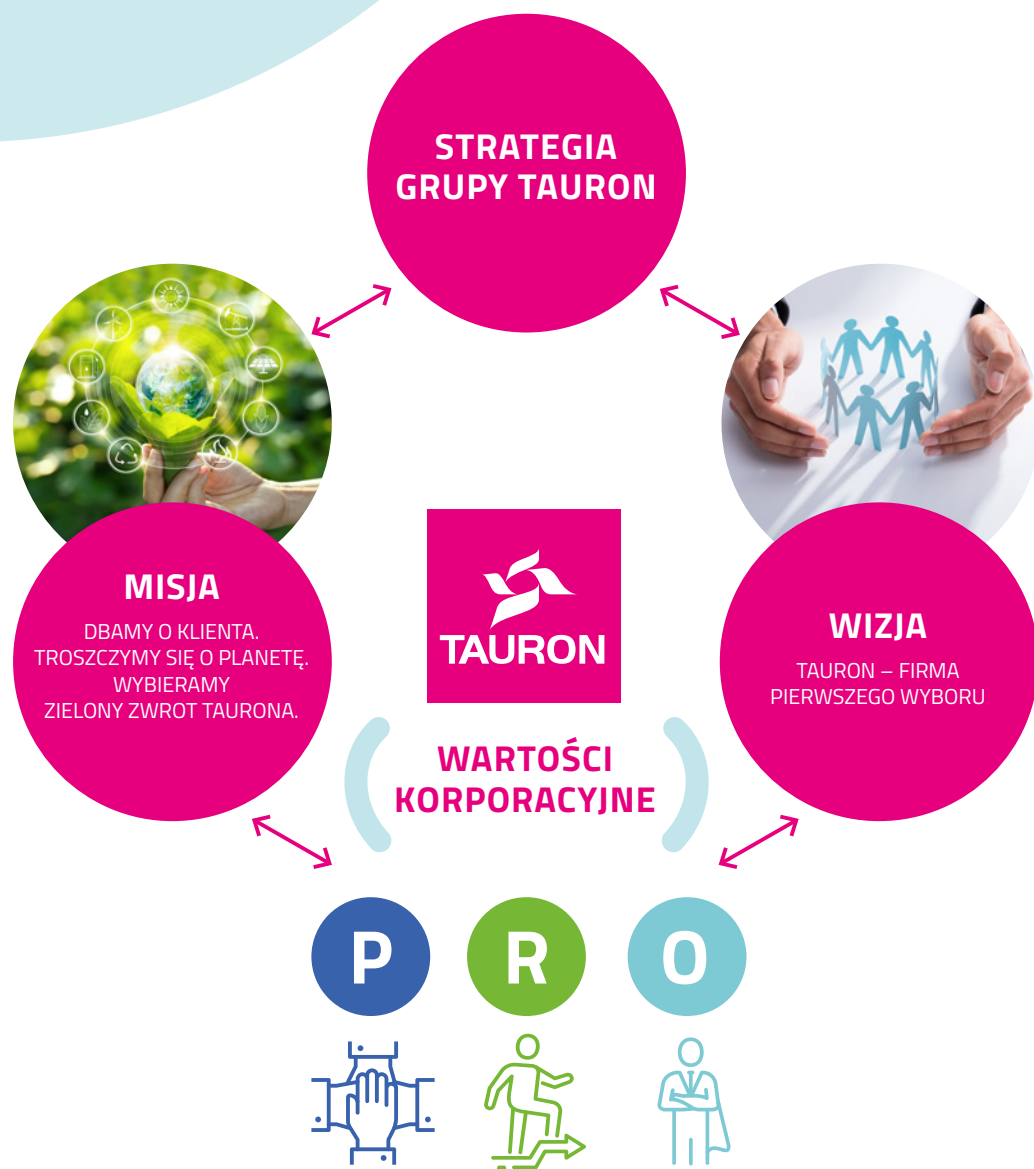 STRATEGIA
GRUPY TAURON
MISJA
DBAMY O KLIENTA.
TROSZCZYMY SIĘ O PLANETĘ.
WYBIERAMY
ZIELONY ZWROT TAURONA.
TAURON
WIZJA
TAURON – FIRMA
PIERWSZEGO WYBORU
WARTOŚCI
KORPORACYJNE
P R O